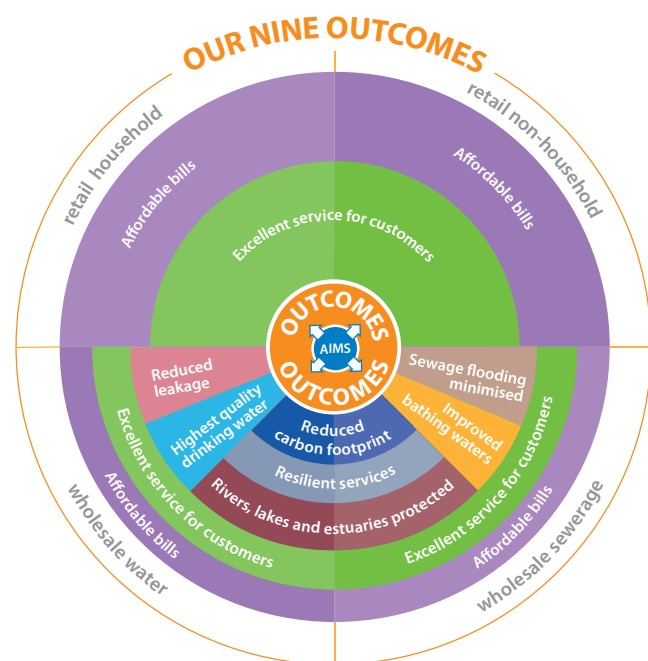 OUR NINE OUTCOMES
retail household
retail non-household
Affordable bills
Affordable bills
Excellent service for customers
OUTCOMES
AIMS
OUTCOMES
Reduced
leakage
Sewage flooding
minimised
Highest quality
drinking water
Improved
bathing waters
Reduced
carbon footprint
Resilient services
Rivers, lakes and estuaries protected
Excellent service for customers
Excellent service for customers
Affordable bills
Affordable bills
wholesale water
wholesale sewerage